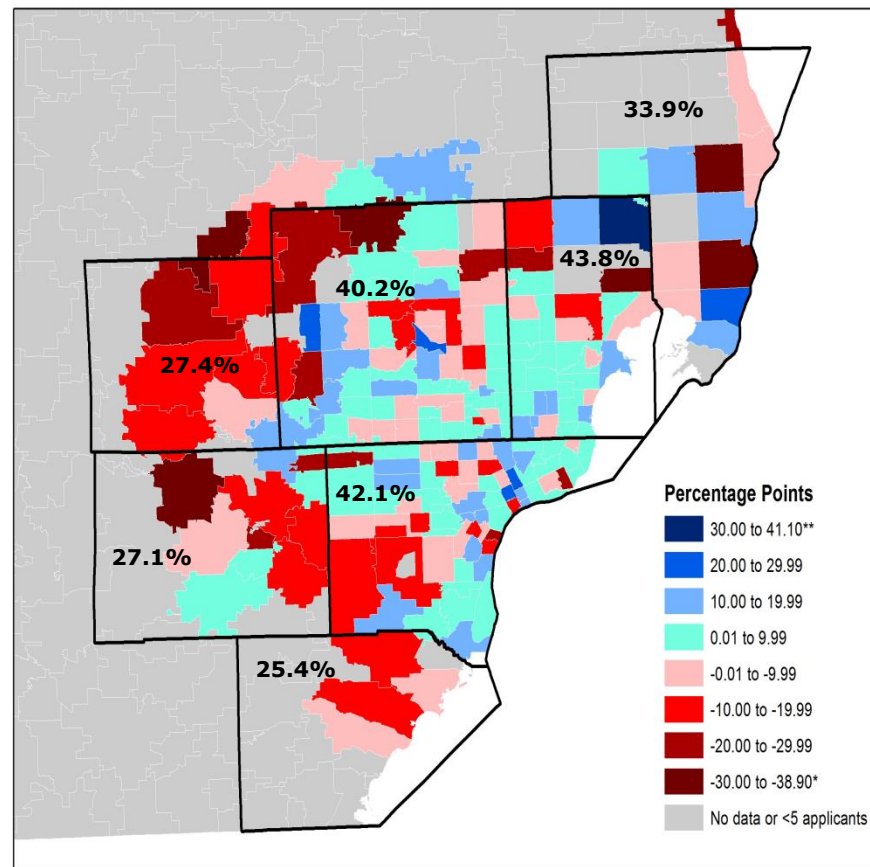 33.9%
43.8%
40.2%
27.4%
42.1%
27.1%
25.4%
Percentage Points
30.00 to 41.10**
20.00 to 29.99
10.00 to 19.99
0.01 to 9.99
-0.01 to -9.99
-10.00 to -19.99
-20.00 to -29.99
-30.00 to -38.90*
No data or <5 applicants